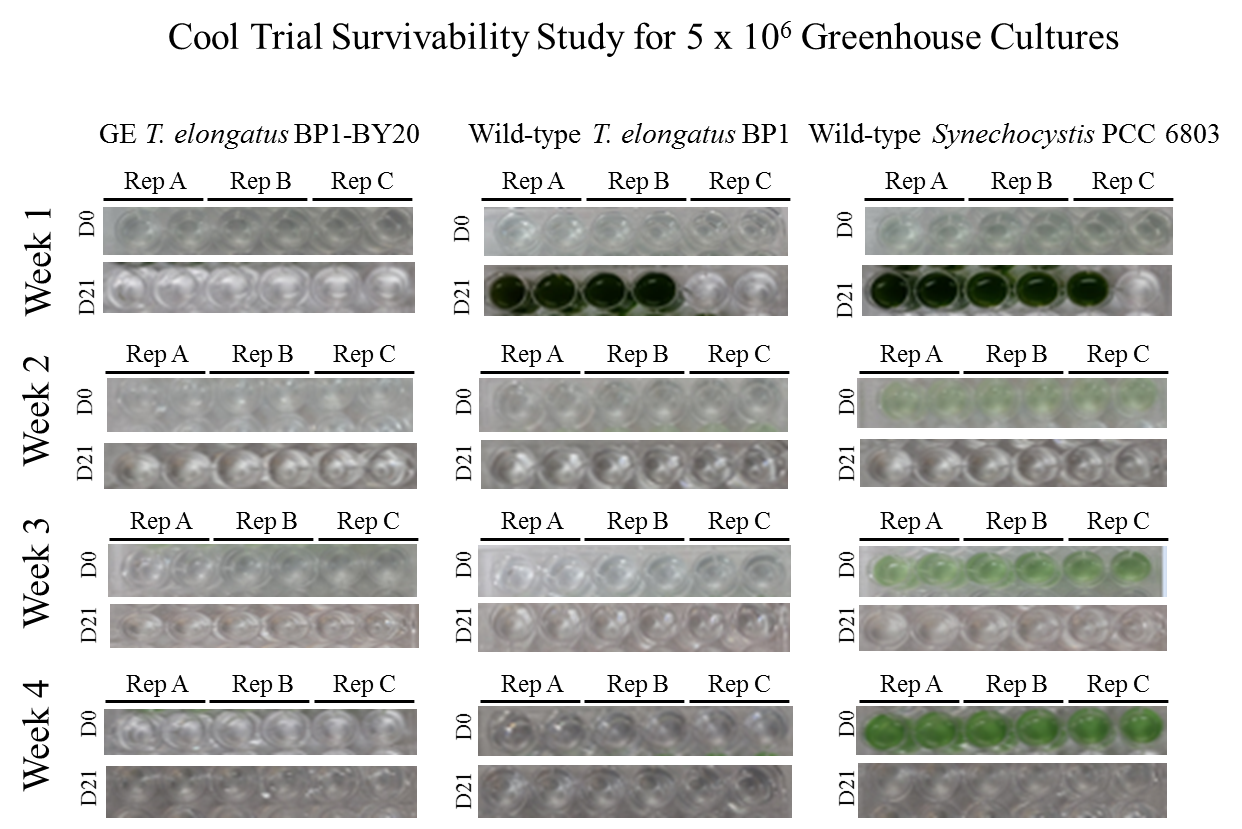 Cool Trial Survivability Study for 5 x 10⁶ Greenhouse Cultures
GE T. elongatus BP1-BY20
Wild-type T. elongatus BP1
Wild-type Synechocystis PCC 6803
Week 1
Rep A Rep B Rep C
Rep A Rep B Rep C
Rep A Rep B Rep C
D0
D0
D0
D21
D21
D21
Week 2
Rep A Rep B Rep C
Rep A Rep B Rep C
Rep A Rep B Rep C
D0
D0
D0
D21
D21
D21
Week 3
Rep A Rep B Rep C
Rep A Rep B Rep C
Rep A Rep B Rep C
D0
D0
D0
D21
D21
D21
Week 4
Rep A Rep B Rep C
Rep A Rep B Rep C
Rep A Rep B Rep C
D0
D0
D0
D21
D21
D21